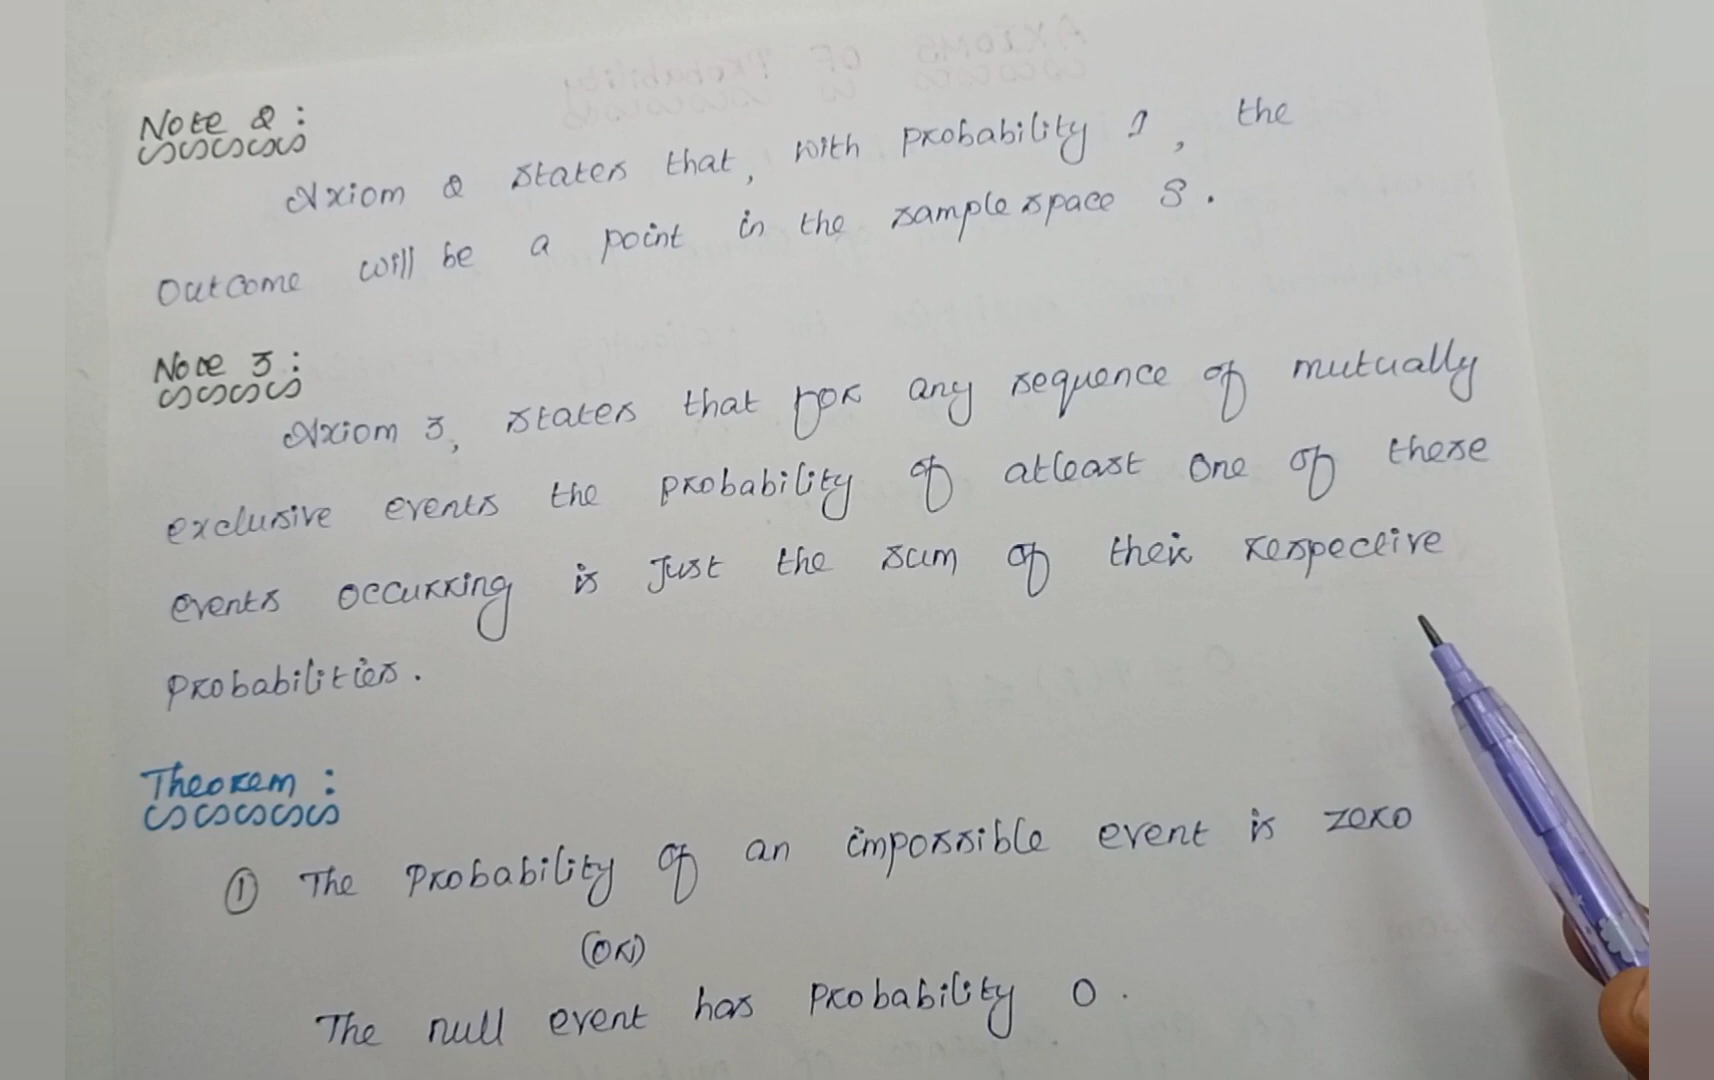 Note 2:
Axiom 2 states that, with probability 1, the
outcome will be a point in the sample space S.
Note 3:
Axiom 3, states that for any sequence of mutually
exclusive events the probability of atleast one of these
events occurring is just the sum of their respective
probabilities.
Theorem:
① The Probability of an impossible event is zero
(OR)
The null event has probability 0.